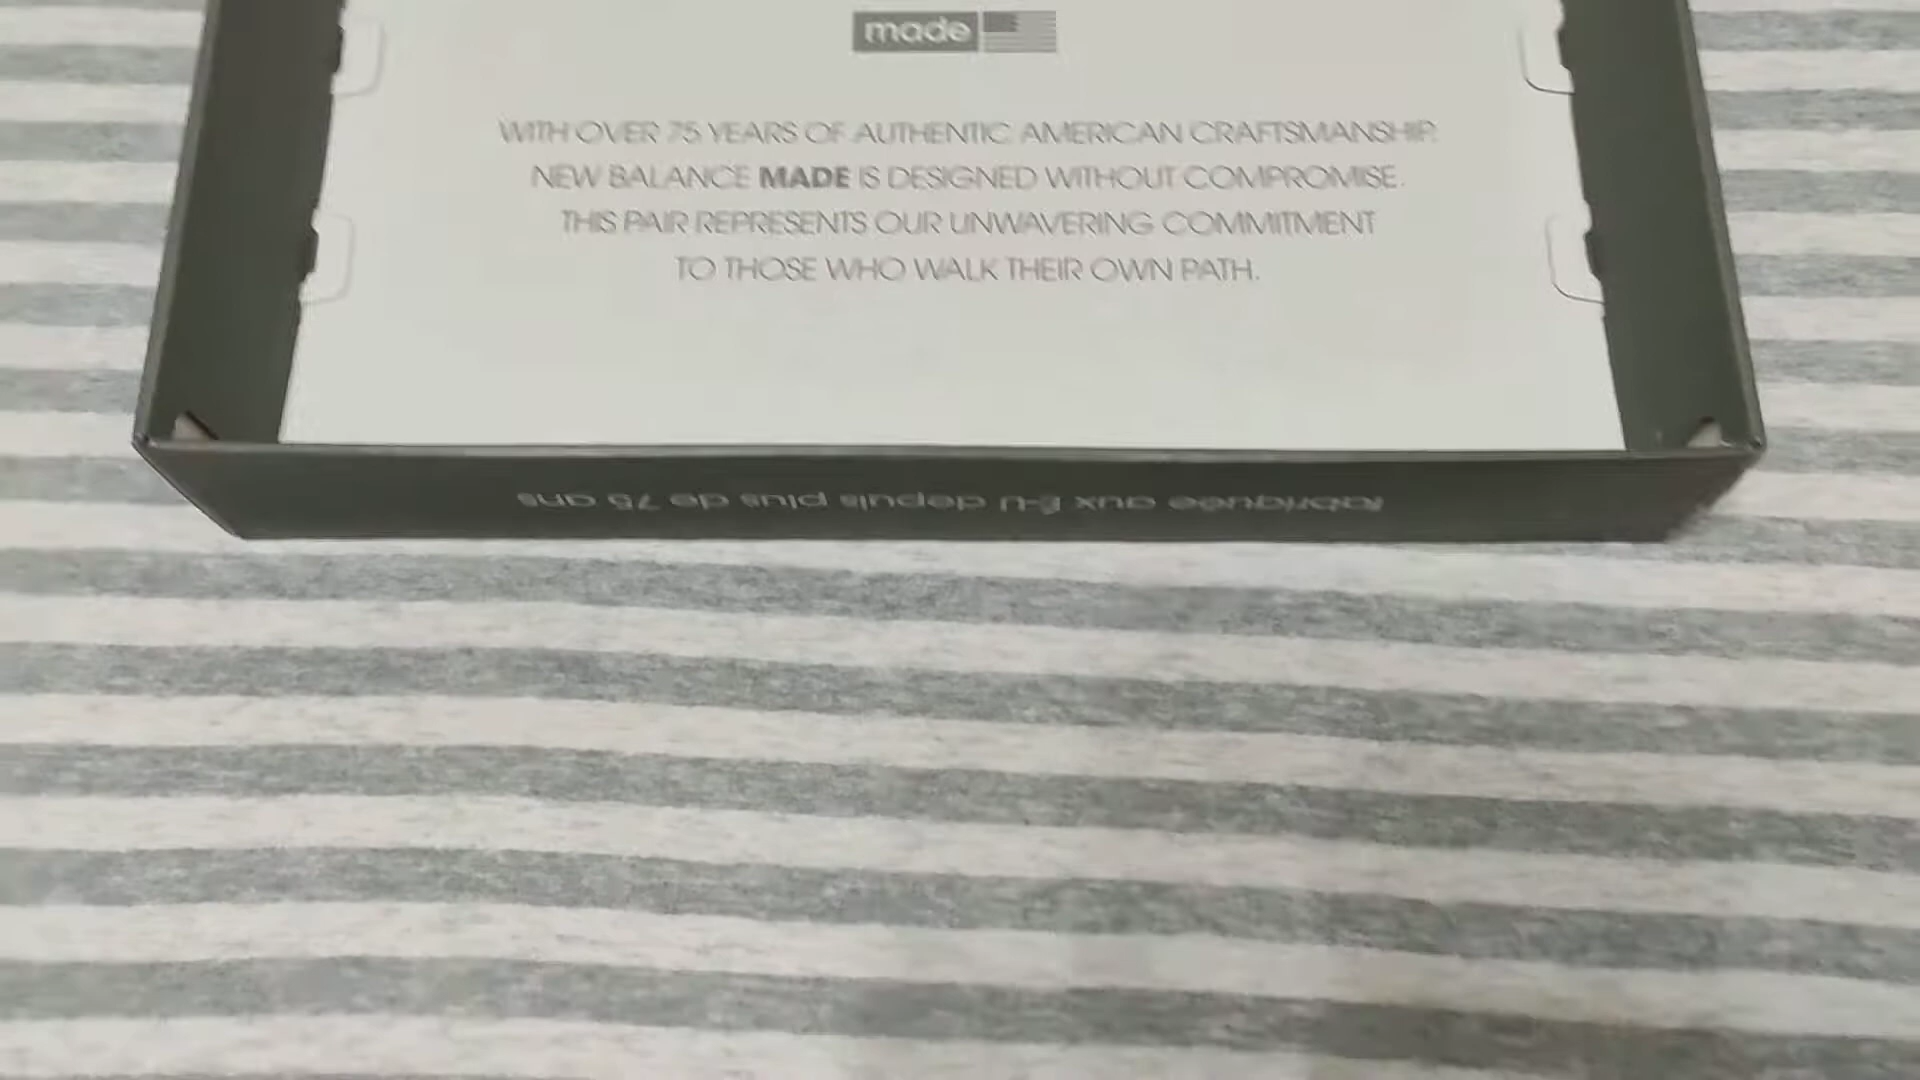 made
WITH OVER 75 YEARS OF AUTHENTIC AMERICAN CRAFTSMANSHIP.
NEW BALANCE MADE IS DESIGNED WITHOUT COMPROMISE.
THIS PAIR REPRESENTS OUR UNWAVERING COMMITMENT
TO THOSE WHO WALK THEIR OWN PATH.
fabriquée aux É-U depuis plus de 75 ans